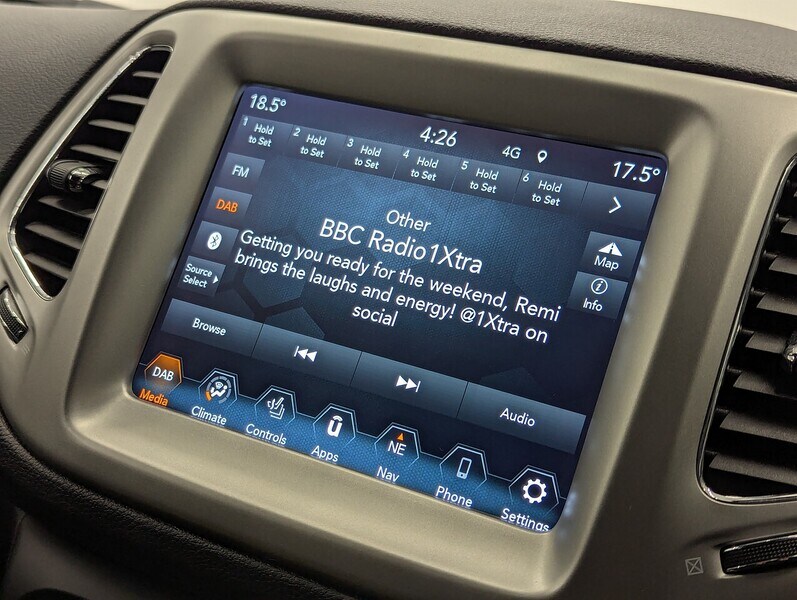 18.5°
4:26
4G
17.5°
1 Hold to Set
2 Hold to Set
3 Hold to Set
4 Hold to Set
5 Hold to Set
6 Hold to Set
FM
DAB
Source
Select
Other
BBC Radio1Xtra
Getting you ready for the weekend, Remi
brings the laughs and energy! @1Xtra on
social
Map
Info
Browse
Audio
DAB
Media
Climate
Controls
Apps
NE
Nav
Phone
Settings